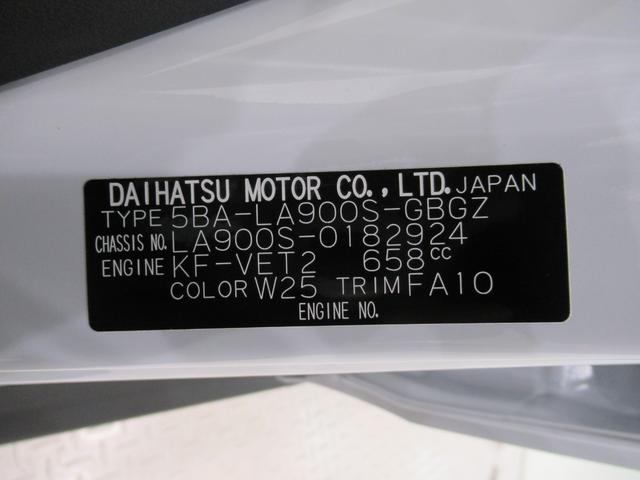 DAIHATSU MOTOR CO.,LTD. JAPAN
TYPE 5BA-LA900S-GBGZ
CHASSIS NO. LA900S-0182924
ENGINE KF-VET2 658cc
COLOR W25 TRIM FA10
ENGINE NO.